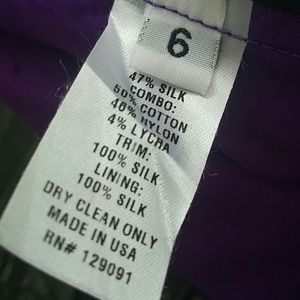 6
47% SILK
COMBO:
50% COTTON
46% NYLON
4% LYCRA
TRIM:
100% SILK
LINING:
100% SILK
DRY CLEAN ONLY
MADE IN USA
RN# 129091